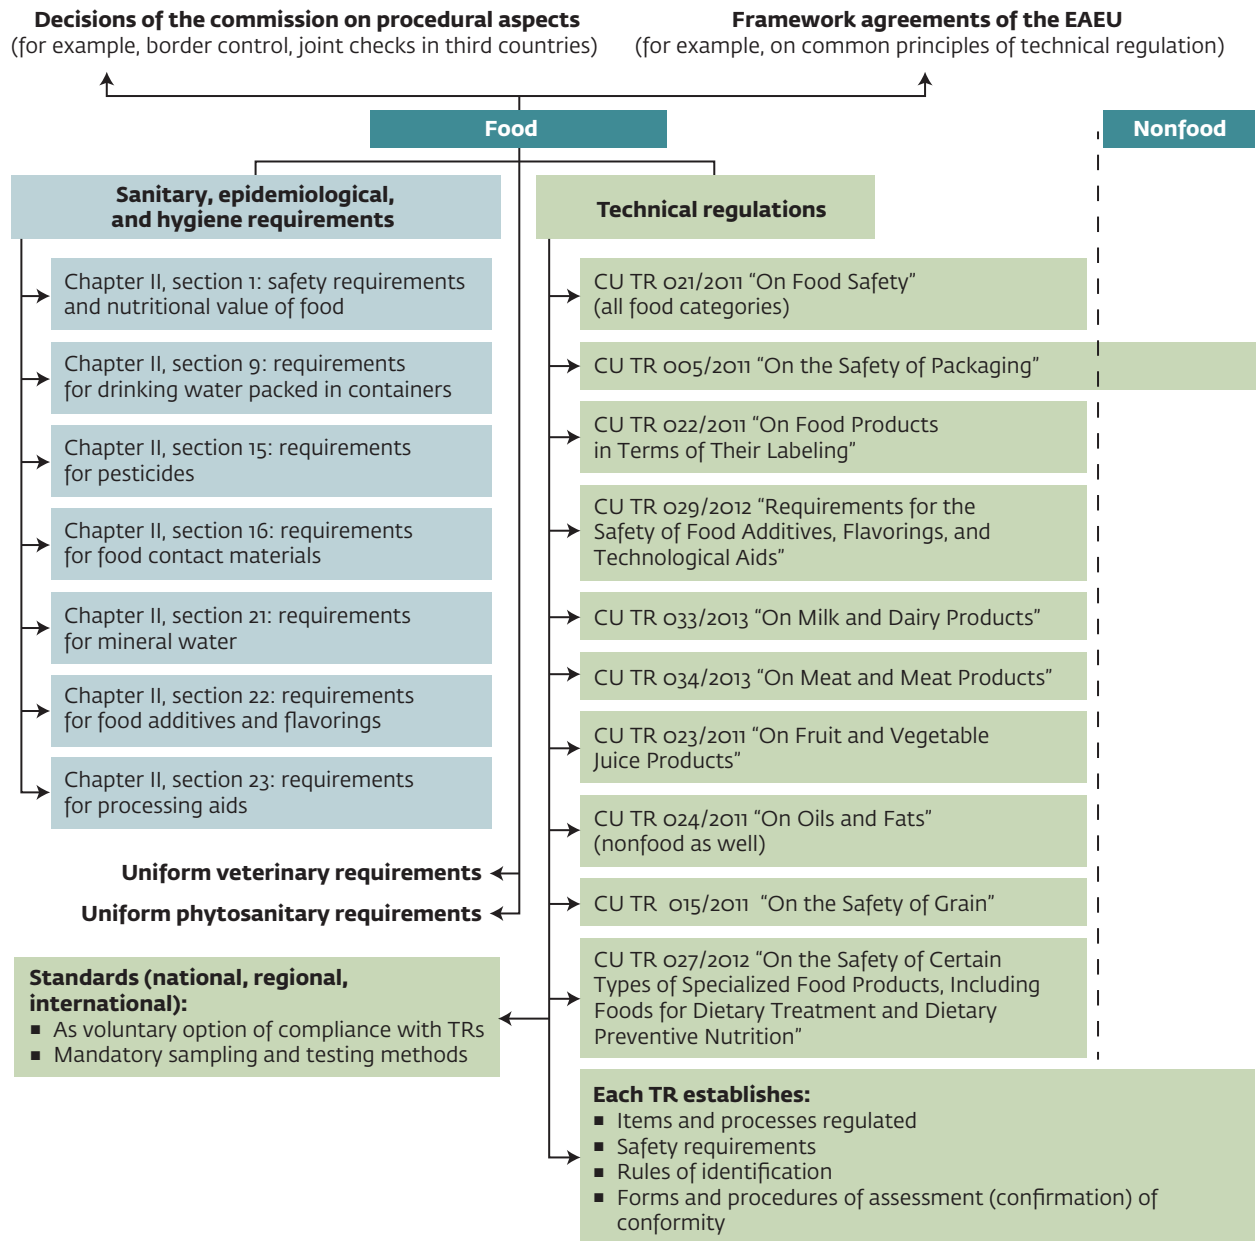 Decisions of the commission on procedural aspects
(for example, border control, joint checks in third countries)
Framework agreements of the EAEU
(for example, on common principles of technical regulation)
Food
Nonfood
Sanitary, epidemiological,
and hygiene requirements
Chapter II, section 1: safety requirements
and nutritional value of food
Chapter II, section 9: requirements
for drinking water packed in containers
Chapter II, section 15: requirements
for pesticides
Chapter II, section 16: requirements
for food contact materials
Chapter II, section 21: requirements
for mineral water
Chapter II, section 22: requirements
for food additives and flavorings
Chapter II, section 23: requirements
for processing aids
Uniform veterinary requirements
Uniform phytosanitary requirements
Standards (national, regional,
international):
▪ As voluntary option of compliance with TRs
▪ Mandatory sampling and testing methods
Technical regulations
CU TR 021/2011 “On Food Safety”
(all food categories)
CU TR 005/2011 “On the Safety of Packaging”
CU TR 022/2011 “On Food Products
in Terms of Their Labeling”
CU TR 029/2012 “Requirements for the
Safety of Food Additives, Flavorings, and
Technological Aids”
CU TR 033/2013 “On Milk and Dairy Products”
CU TR 034/2013 “On Meat and Meat Products”
CU TR 023/2011 “On Fruit and Vegetable
Juice Products”
CU TR 024/2011 “On Oils and Fats”
(nonfood as well)
CU TR 015/2011 “On the Safety of Grain”
CU TR 027/2012 “On the Safety of Certain
Types of Specialized Food Products, Including
Foods for Dietary Treatment and Dietary
Preventive Nutrition”
Each TR establishes:
▪ Items and processes regulated
▪ Safety requirements
▪ Rules of identification
▪ Forms and procedures of assessment (confirmation) of
conformity